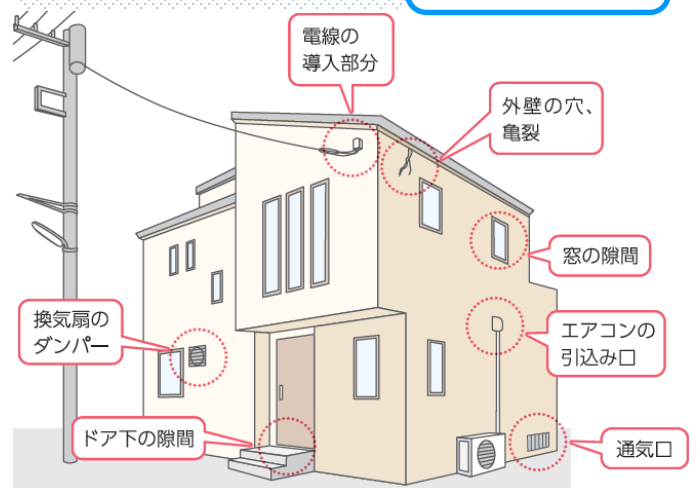 電線の
導入部分
外壁の穴、
亀裂
窓の隙間
換気扇の
ダンパー
エアコンの
引込み口
ドア下の隙間
通気口